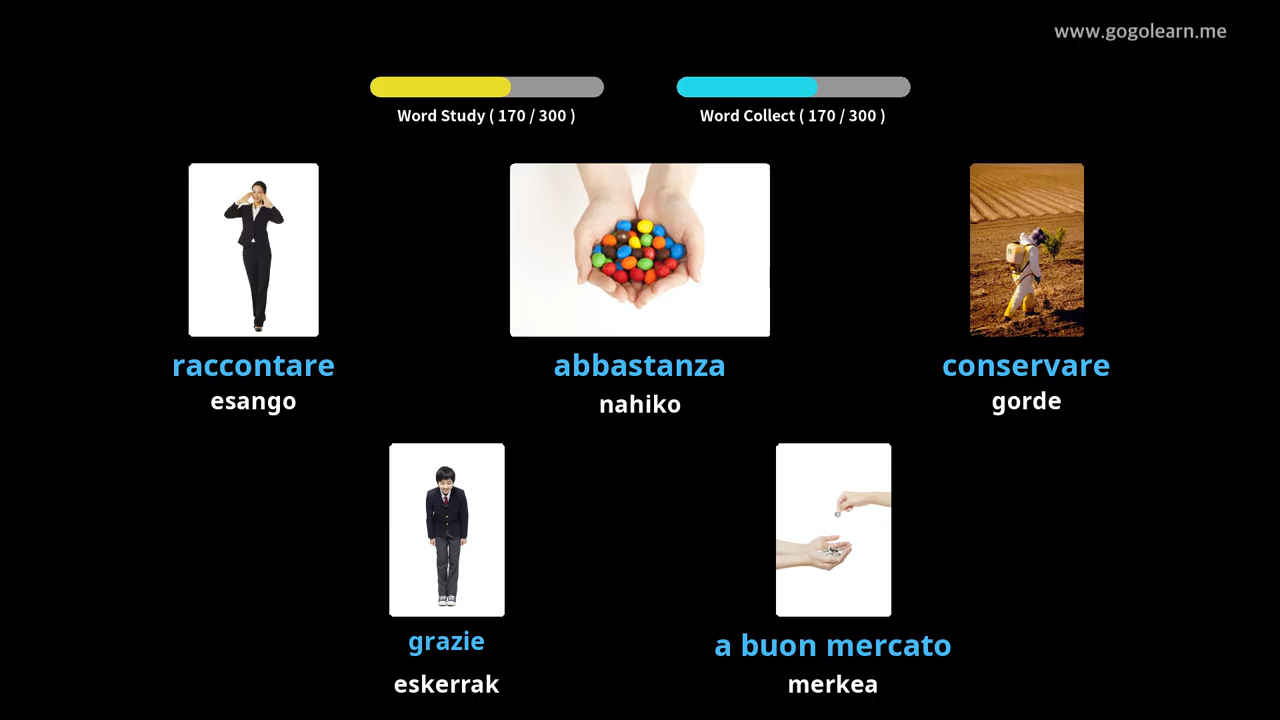 www.gogolearn.me
Word Study ( 170 / 300 )
Word Collect ( 170 / 300 )
raccontare
esango
abbastanza
nahiko
conservare
gorde
grazie
eskerrak
a buon mercato
merkea